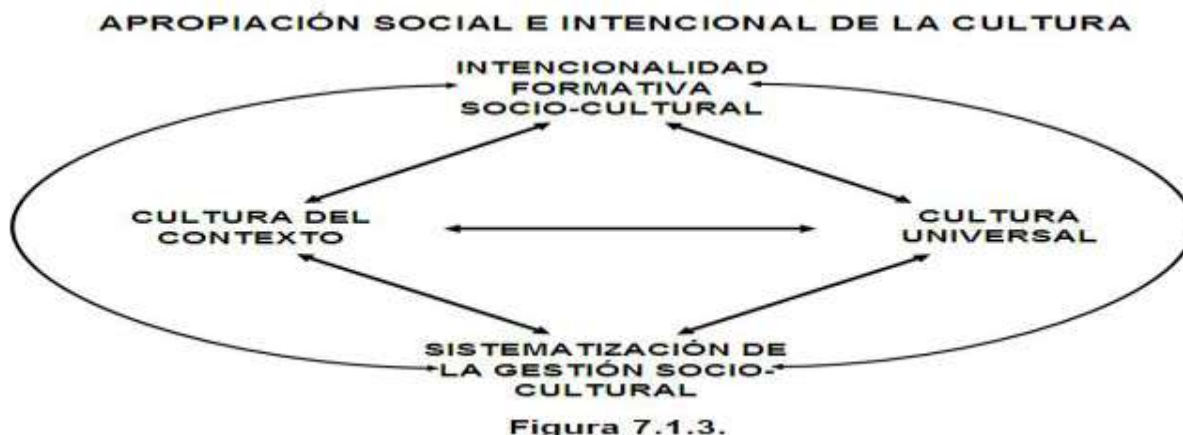 APROPIACIÓN SOCIAL E INTENCIONAL DE LA CULTURA
INTENCIONALIDAD
FORMATIVA
SOCIO-CULTURAL
CULTURA DEL
CONTEXTO
CULTURA
UNIVERSAL
SISTEMATIZACIÓN DE
LA GESTIÓN SOCIO-
CULTURAL
Figura 7.1.3.